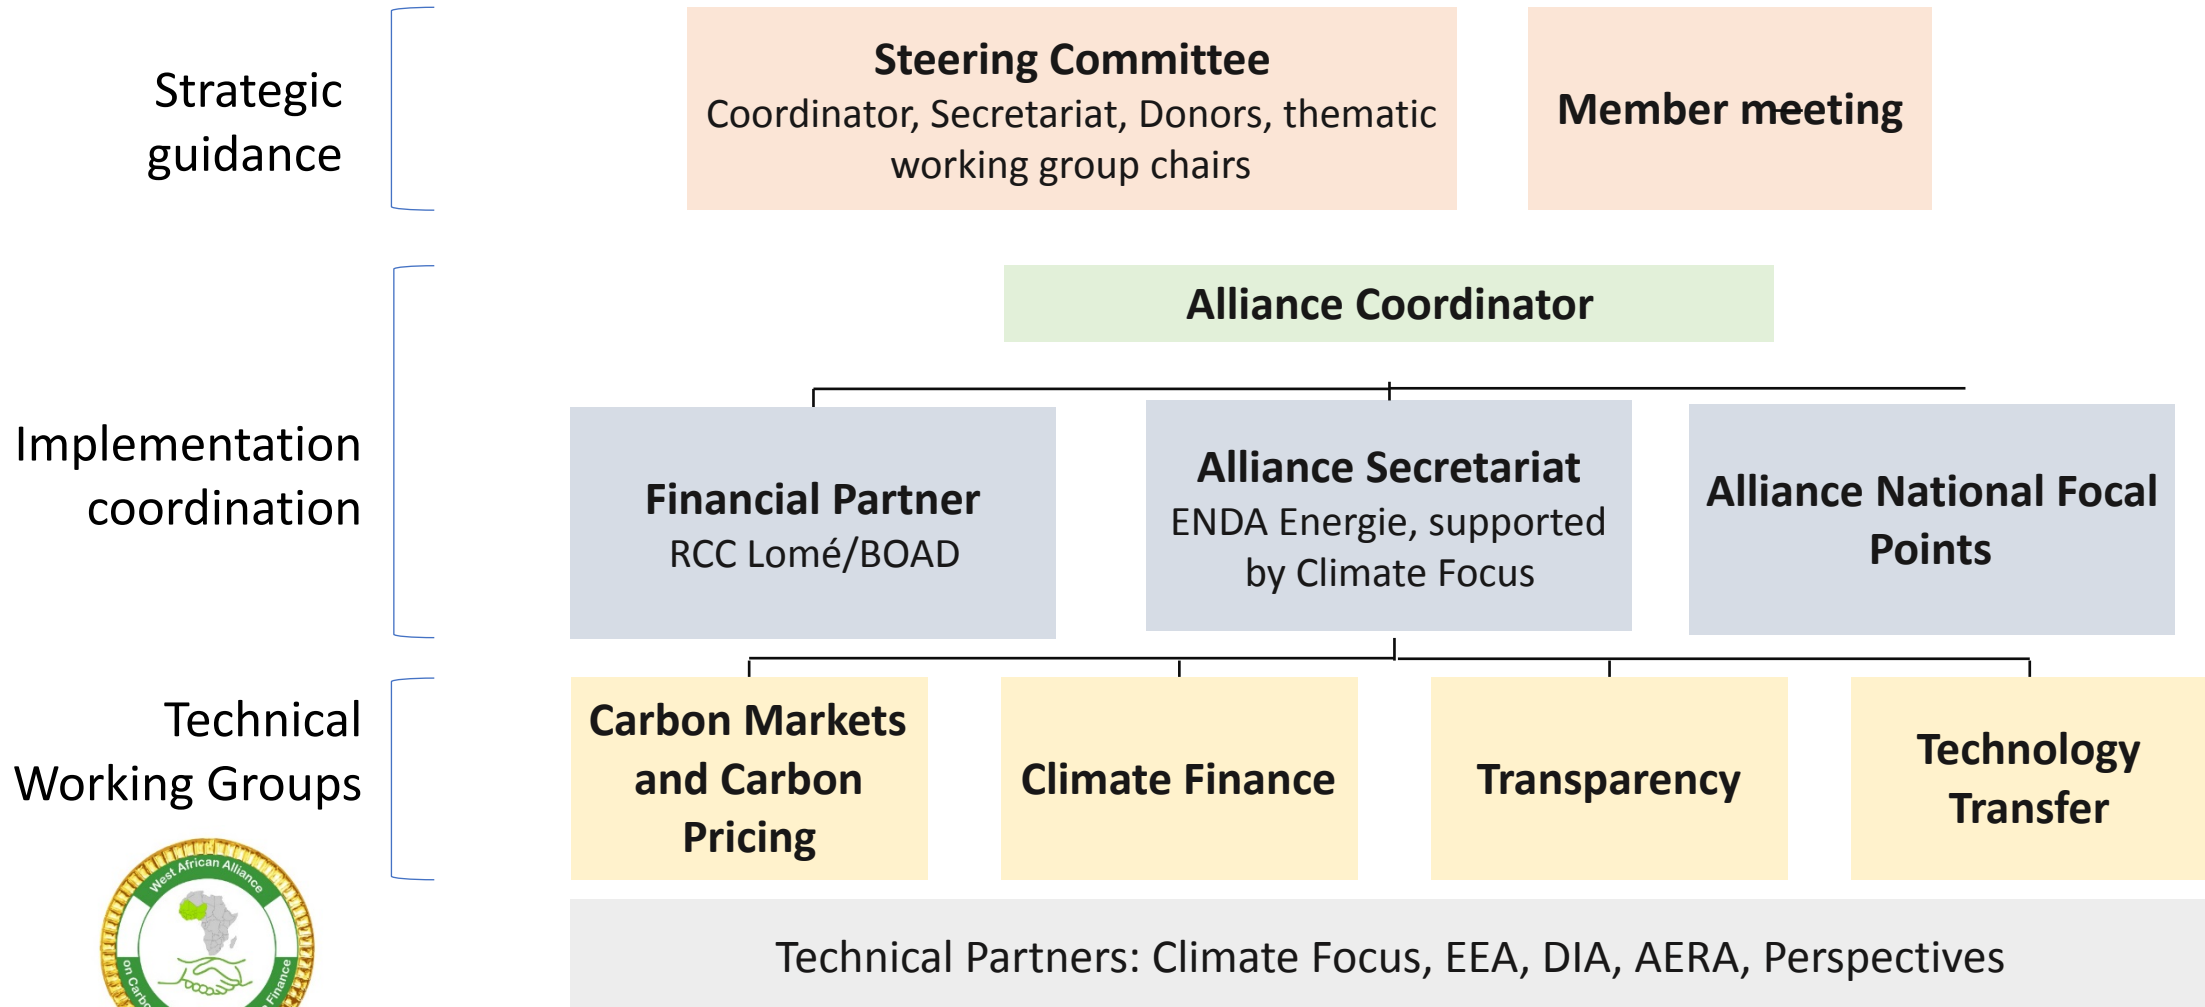 Strategic
guidance
Steering Committee
Coordinator, Secretariat, Donors, thematic
working group chairs
Member meeting
Implementation
coordination
Alliance Coordinator
Financial Partner
RCC Lomé/BOAD
Alliance Secretariat
ENDA Energie, supported
by Climate Focus
Alliance National Focal
Points
Technical
Working Groups
Carbon Markets
and Carbon
Pricing
Climate Finance
Transparency
Technology
Transfer
Technical Partners: Climate Focus, EEA, DIA, AERA, Perspectives
West African Alliance
on Carbo
Finance